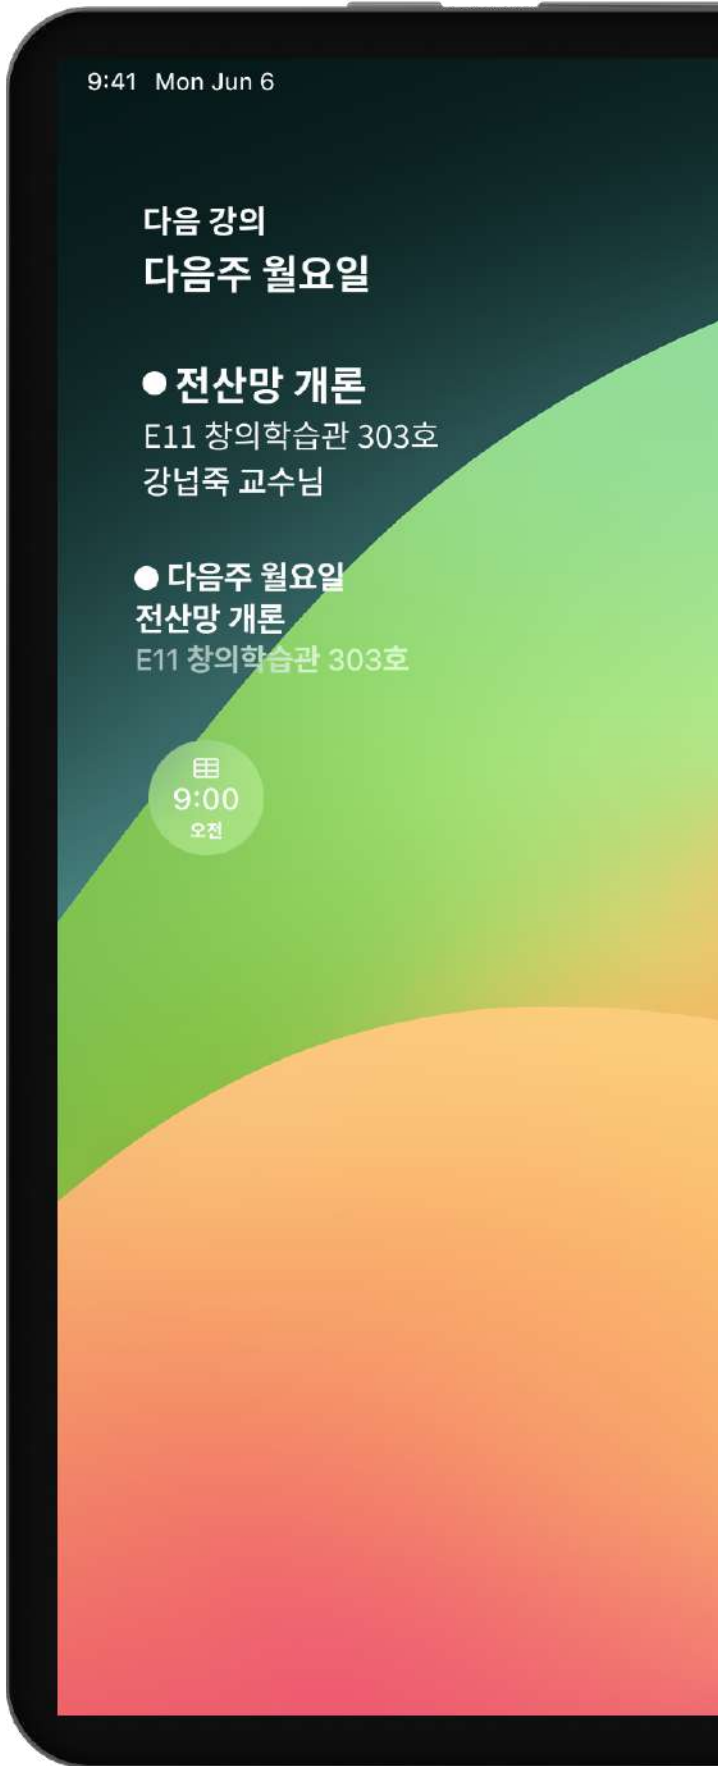 9:41 Mon Jun 6
다음 강의
다음주 월요일
전산망 개론
E11 창의학습관 303호
강넙죽 교수님
다음주 월요일
전산망 개론
E11 창의학습관 303호
9:00
오전